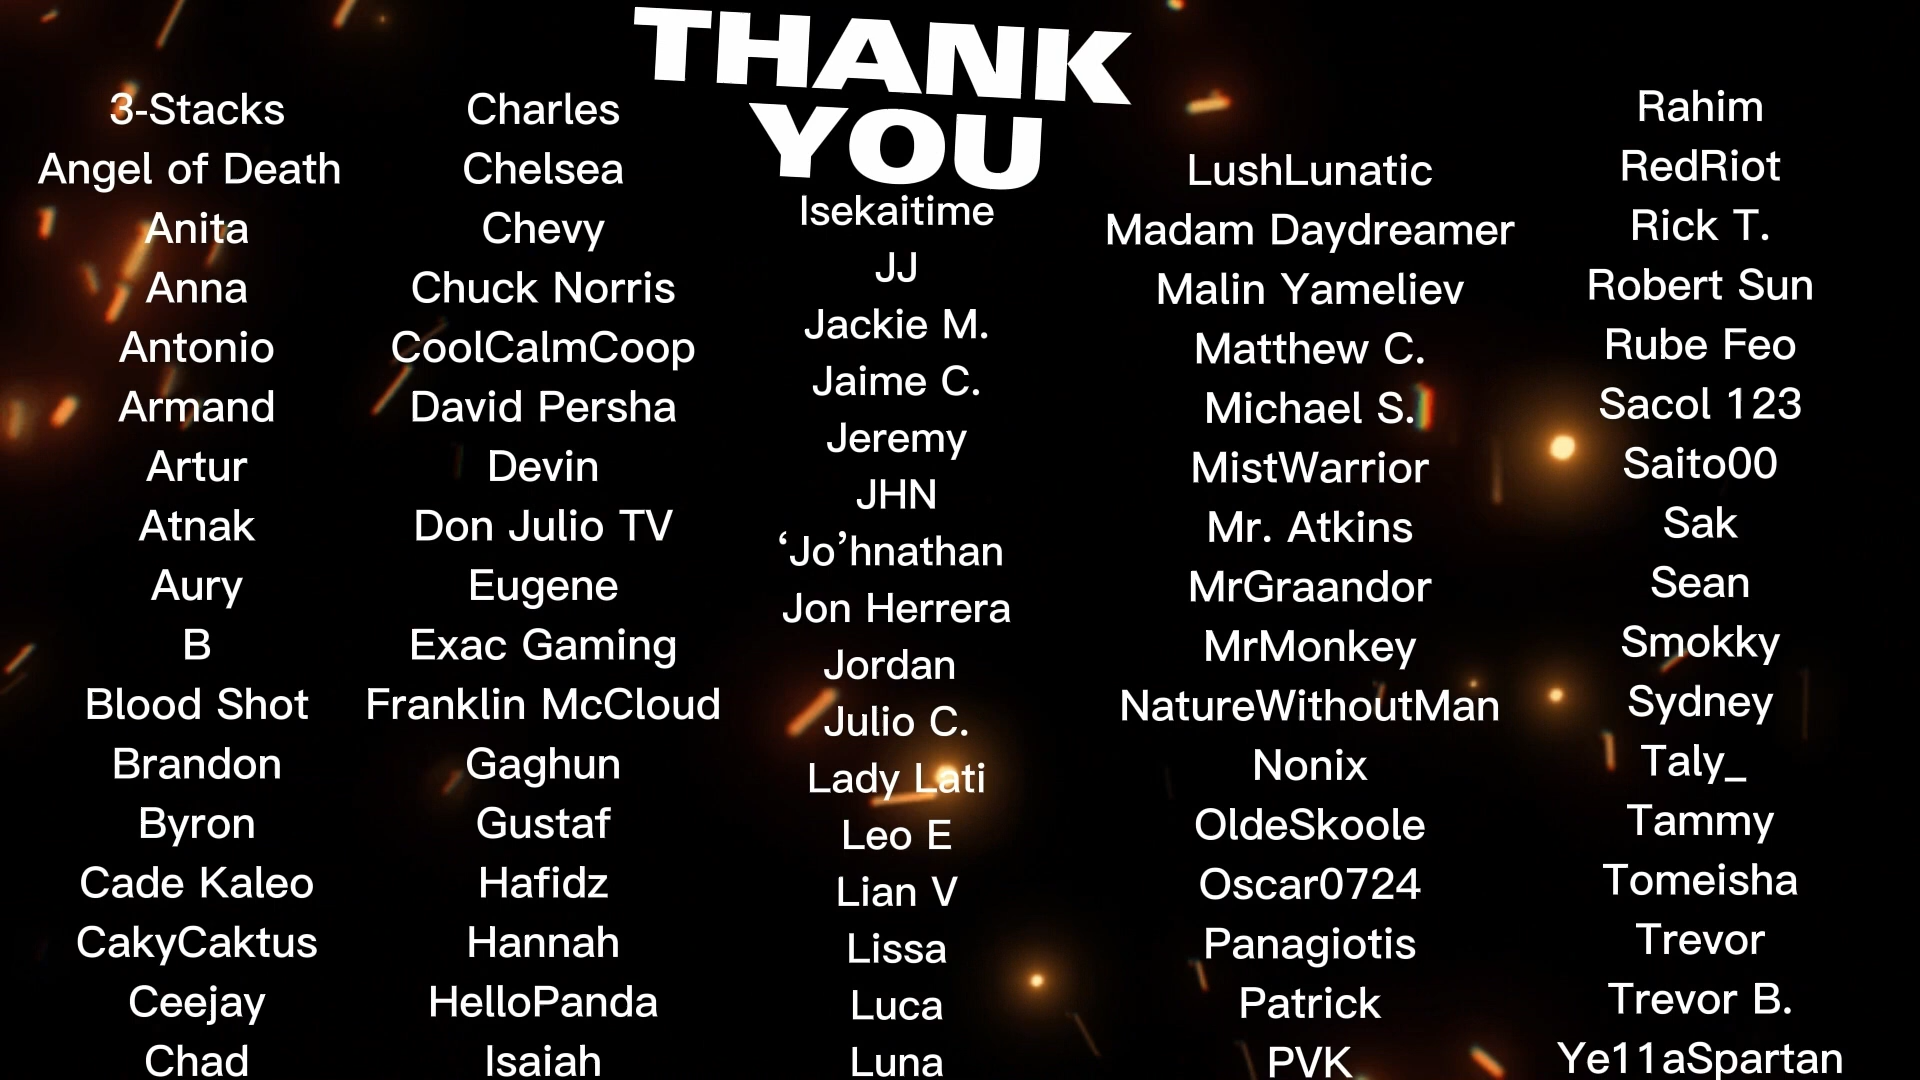 THANK
YOU
3-Stacks
Angel of Death
Anita
Anna
Antonio
Armand
Artur
Atnak
Aury
B
Blood Shot
Brandon
Byron
Cade Kaleo
CakyCaktus
Ceejay
Chad
Charles
Chelsea
Chevy
Chuck Norris
CoolCalmCoop
David Persha
Devin
Don Julio TV
Eugene
Exac Gaming
Franklin McCloud
Gaghun
Gustaf
Hafidz
Hannah
HelloPanda
Isaiah
Isekaitime
JJ
Jackie M.
Jaime C.
Jeremy
JHN
‘Jo’hnathan
Jon Herrera
Jordan
Julio C.
Lady Lati
Leo E
Lian V
Lissa
Luca
Luna
LushLunatic
Madam Daydreamer
Malin Yameliev
Matthew C.
Michael S.
MistWarrior
Mr. Atkins
MrGraandor
MrMonkey
NatureWithoutMan
Nonix
OldeSkoole
Oscar0724
Panagiotis
Patrick
PVK
Rahim
RedRiot
Rick T.
Robert Sun
Rube Feo
Sacol 123
Saito00
Sak
Sean
Smokky
Sydney
Taly_
Tammy
Tomeisha
Trevor
Trevor B.
Ye11aSpartan